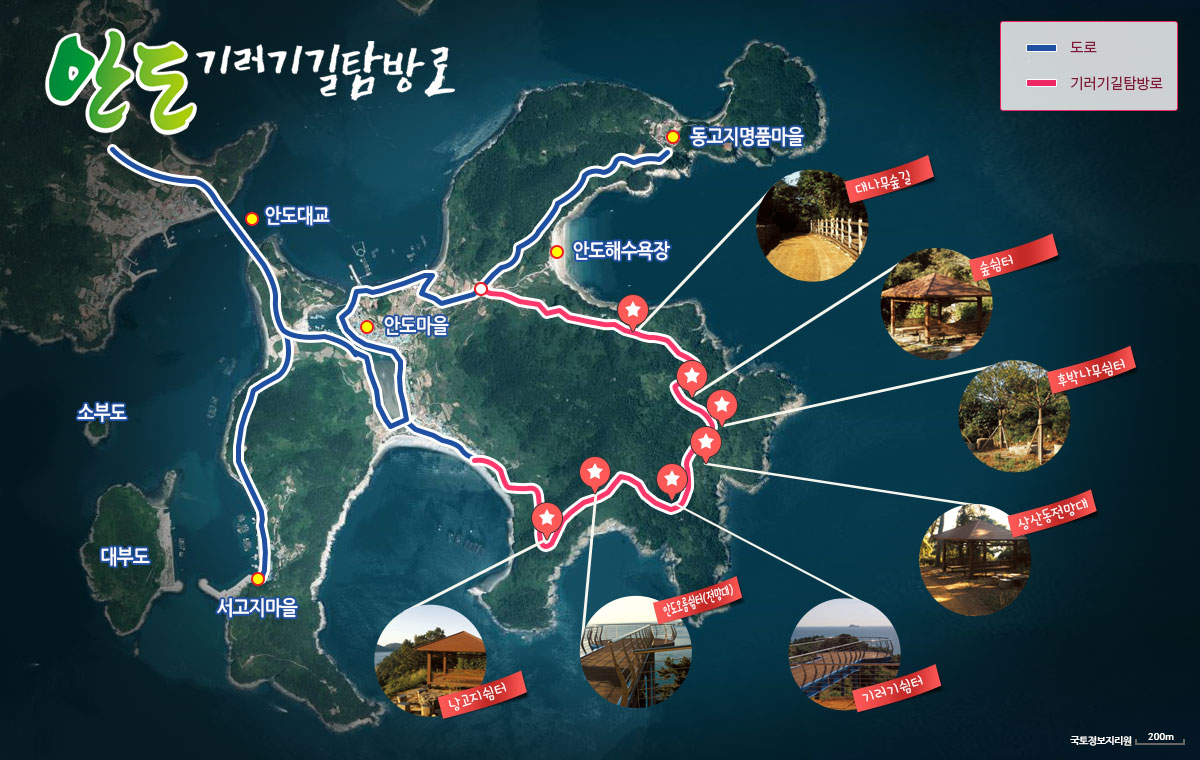 안도 기러기길탐방로
도로
기러기길탐방로
동고지명품마을
대나무숲길
안도대교
안도해수욕장
숲쉼터
안도마을
후박나무쉼터
소부도
상산동전망대
대부도
서고지마을
안도오름쉼터(전망대)
낭고지쉼터
기러기쉼터
국토정보지리원 200m